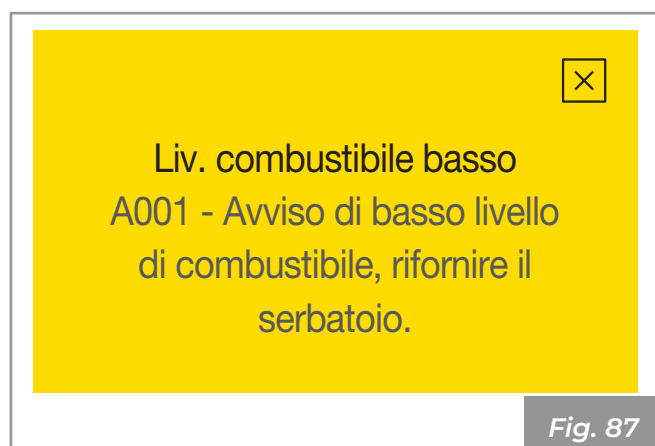 Liv. combustibile basso
A001 - Avviso di basso livello
di combustibile, rifornire il
serbatoio.
Fig. 87